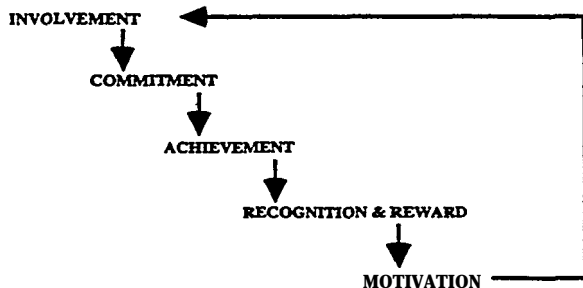 INVOLVEMENT
COMMITMENT
ACHIEVEMENT
RECOGNITION & REWARD
MOTIVATION